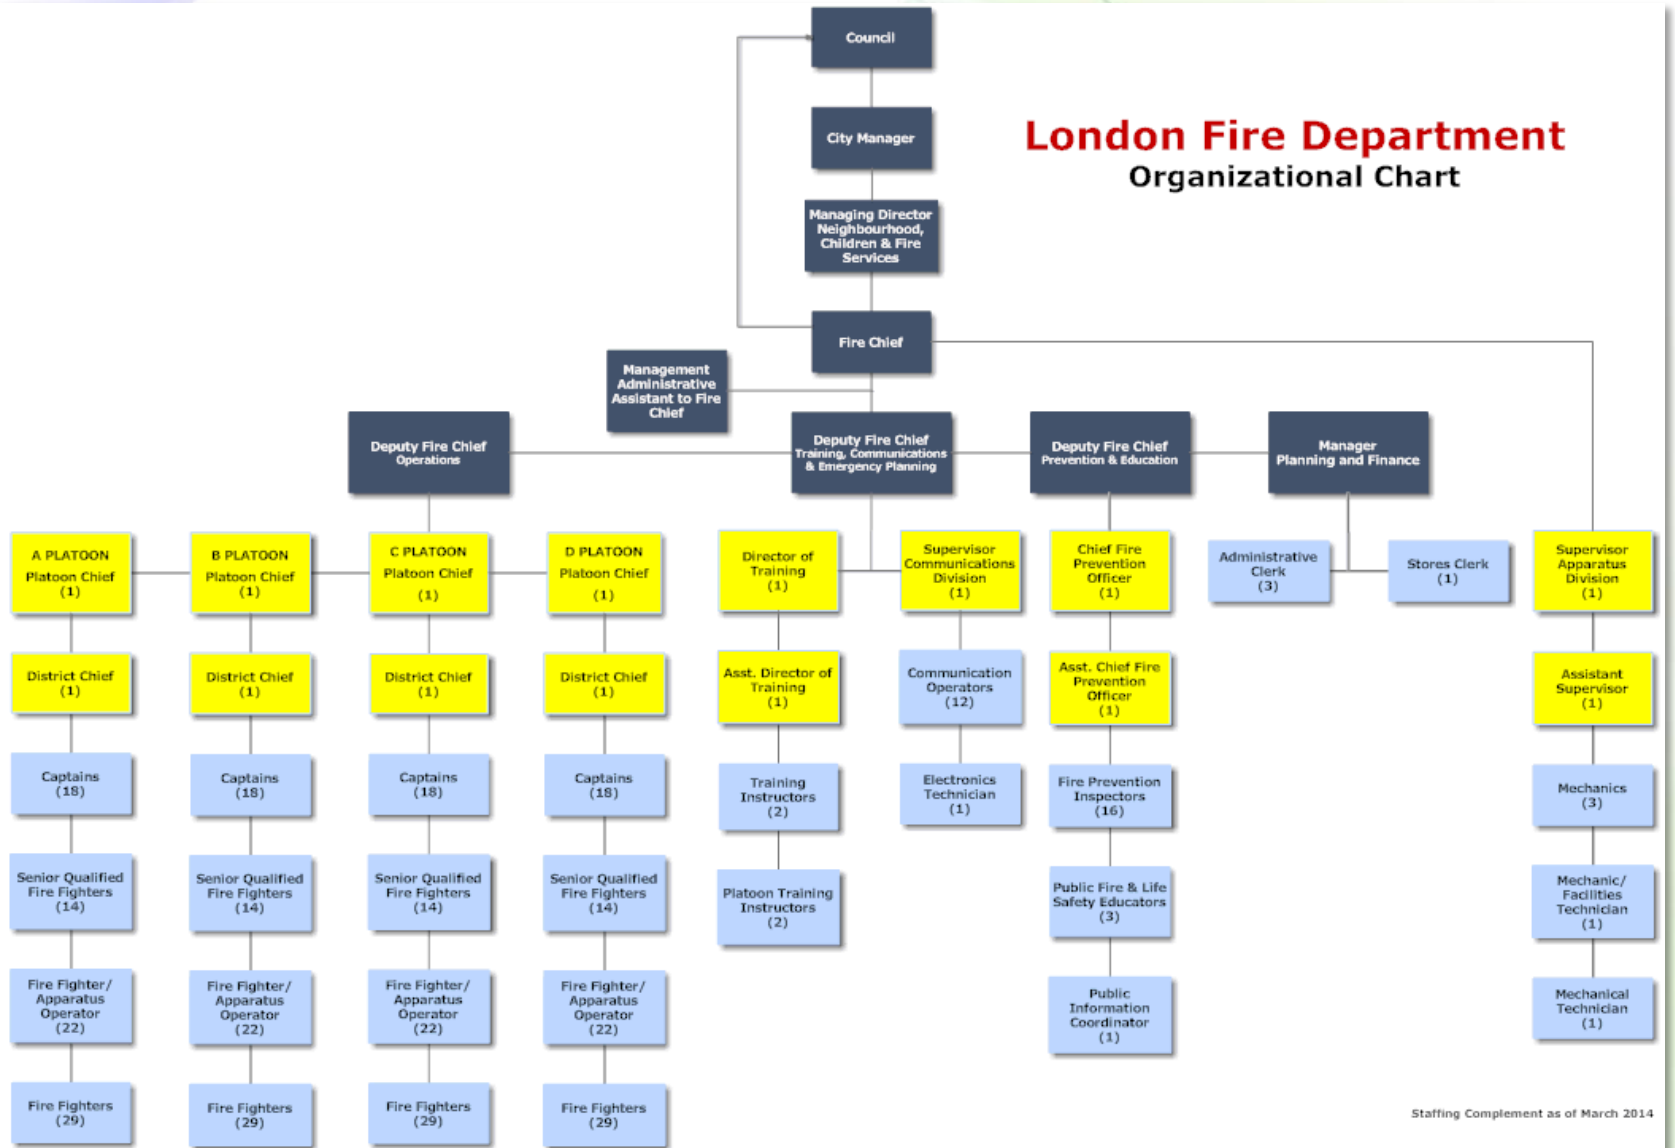 Council
City Manager
London Fire Department
Organizational Chart
Managing Director
Neighbourhood,
Children & Fire
Services
Fire Chief
Management
Administrative
Assistant to Fire
Chief
Deputy Fire Chief
Operations
Deputy Fire Chief
Training, Communications
& Emergency Planning
Deputy Fire Chief
Prevention & Education
Manager
Planning and Finance
A PLATOON
Platoon Chief
(1)
B PLATOON
Platoon Chief
(1)
C PLATOON
Platoon Chief
(1)
D PLATOON
Platoon Chief
(1)
Director of
Training
(1)
Supervisor
Communications
Division
(1)
Chief Fire
Prevention
Officer
(1)
Administrative
Clerk
(3)
Stores Clerk
(1)
Supervisor
Apparatus
Division
(1)
District Chief
(1)
District Chief
(1)
District Chief
(1)
District Chief
(1)
Asst. Director of
Training
(1)
Communication
Operators
(12)
Asst. Chief Fire
Prevention
Officer
(1)
Assistant
Supervisor
(1)
Captains
(18)
Captains
(18)
Captains
(18)
Captains
(18)
Training
Instructors
(2)
Electronics
Technician
(1)
Fire Prevention
Inspectors
(16)
Mechanics
(3)
Senior Qualified
Fire Fighters
(14)
Senior Qualified
Fire Fighters
(14)
Senior Qualified
Fire Fighters
(14)
Senior Qualified
Fire Fighters
(14)
Platoon Training
Instructors
(2)
Public Fire & Life
Safety Educators
(3)
Mechanic/
Facilities
Technician
(1)
Fire Fighter/
Apparatus
Operator
(22)
Fire Fighter/
Apparatus
Operator
(22)
Fire Fighter/
Apparatus
Operator
(22)
Fire Fighter/
Apparatus
Operator
(22)
Public
Information
Coordinator
(1)
Mechanical
Technician
(1)
Fire Fighters
(29)
Fire Fighters
(29)
Fire Fighters
(29)
Fire Fighters
(29)
Staffing Complement as of March 2014